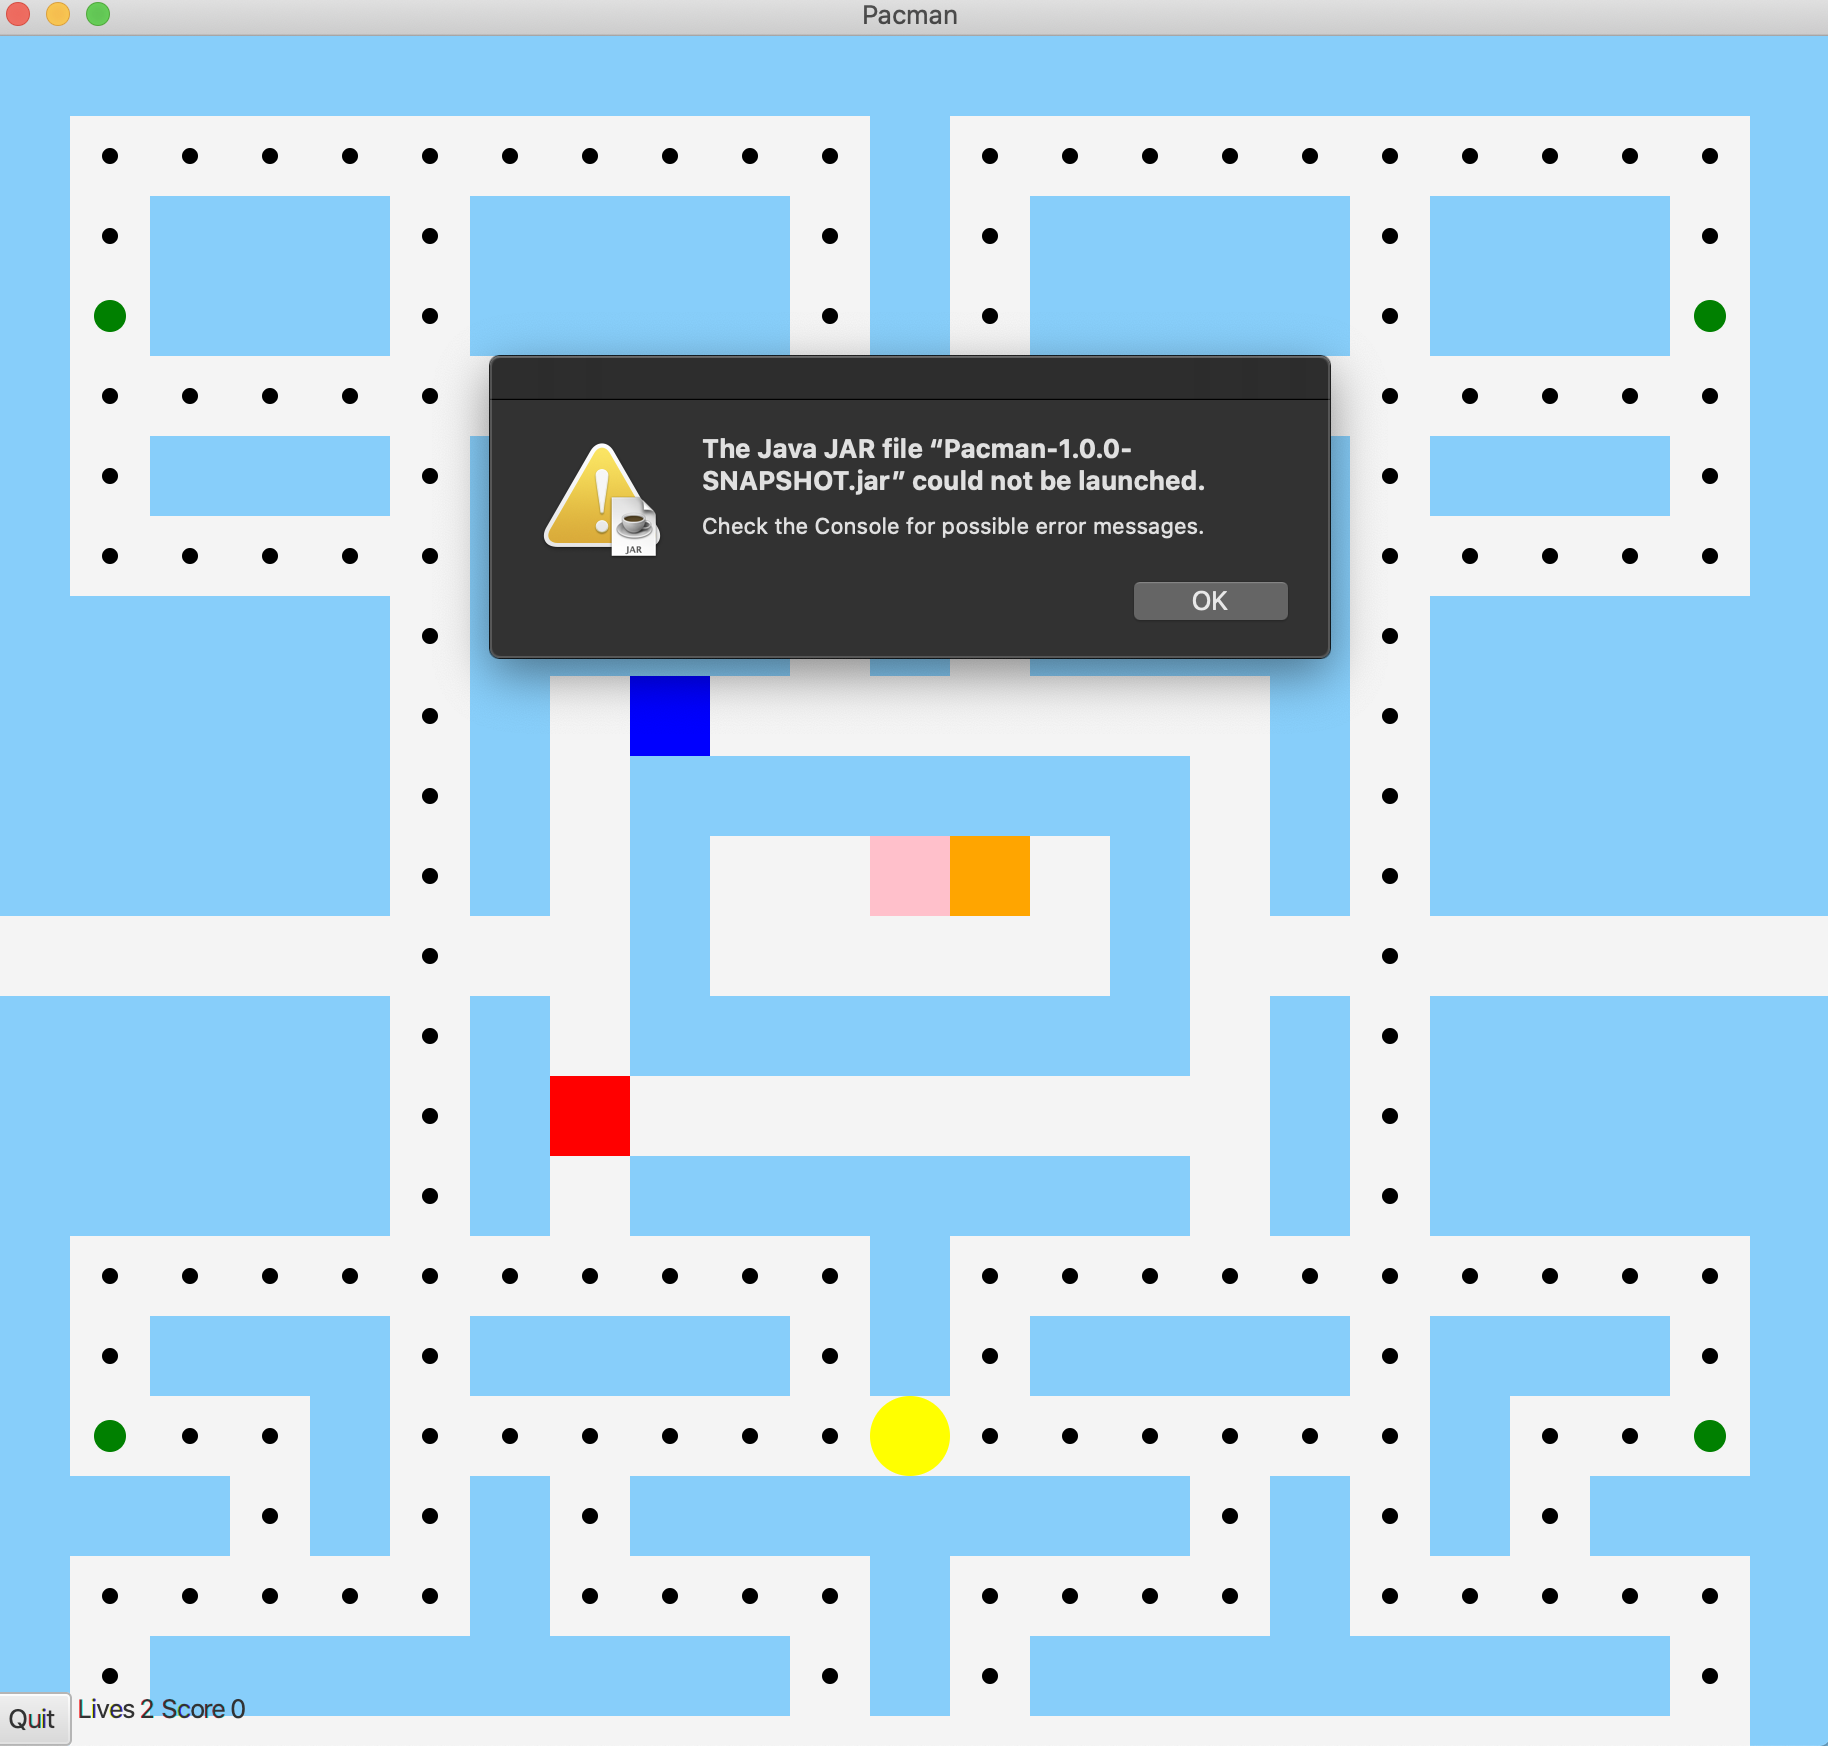 Pacman
The Java JAR file “Pacman-1.0.0-
SNAPSHOT.jar” could not be launched.
Check the Console for possible error messages.
JAR
OK
Quit
Lives 2 Score 0